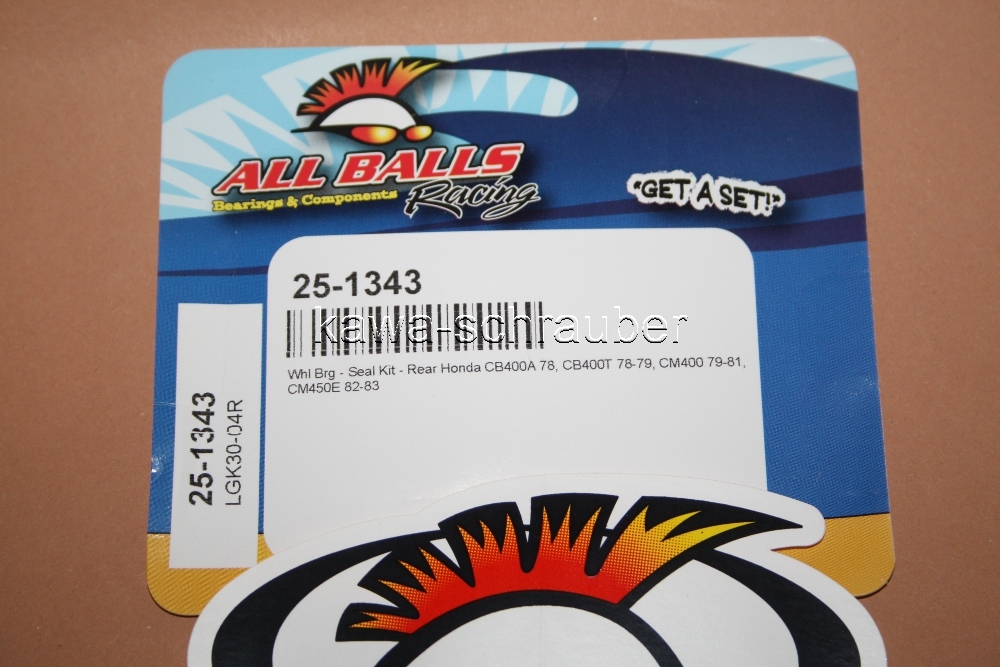 ALL BALLS
Racing
Bearings & Components
"GET A SET!"
25-1343
kawa-schrauber
Whl Brg - Seal Kit - Rear Honda CB400A 78, CB400T 78-79, CM400 79-81,
CM450E 82-83
25-1343
LGK30-04R